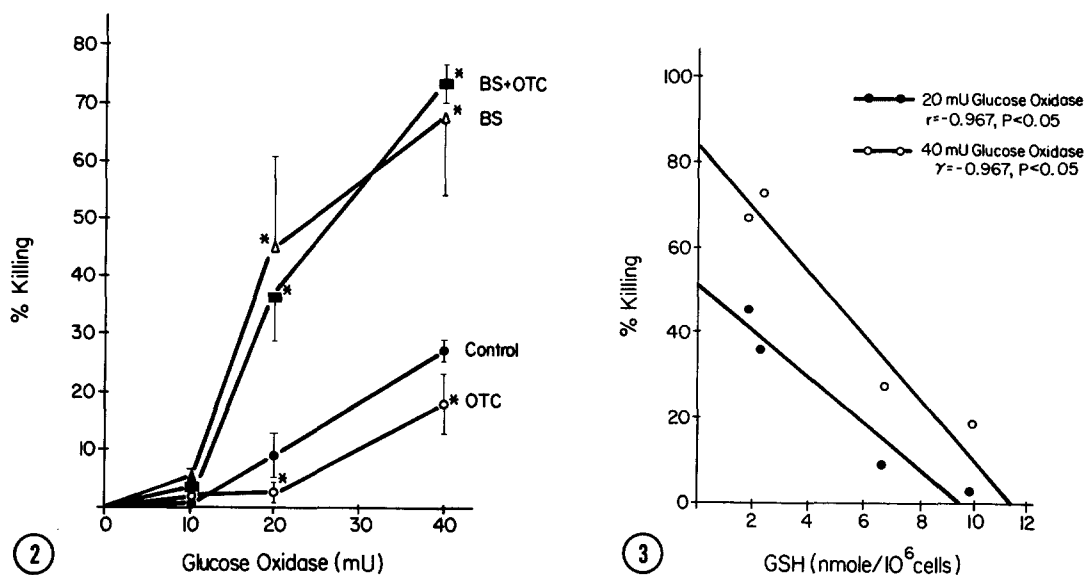 % Killing
80
70
60
50
40
30
20
10
0
10
20
40
Glucose Oxidase (mU)
*
BS+OTC
*
BS
*
*
Control
* OTC
*
2
% Killing
100
80
60
40
20
0
2
4
6
8
10
12
GSH (nmole/10⁶cells)
20 mU Glucose Oxidase
r=-0.967, P<0.05
40 mU Glucose Oxidase
γ=-0.967, P<0.05
3